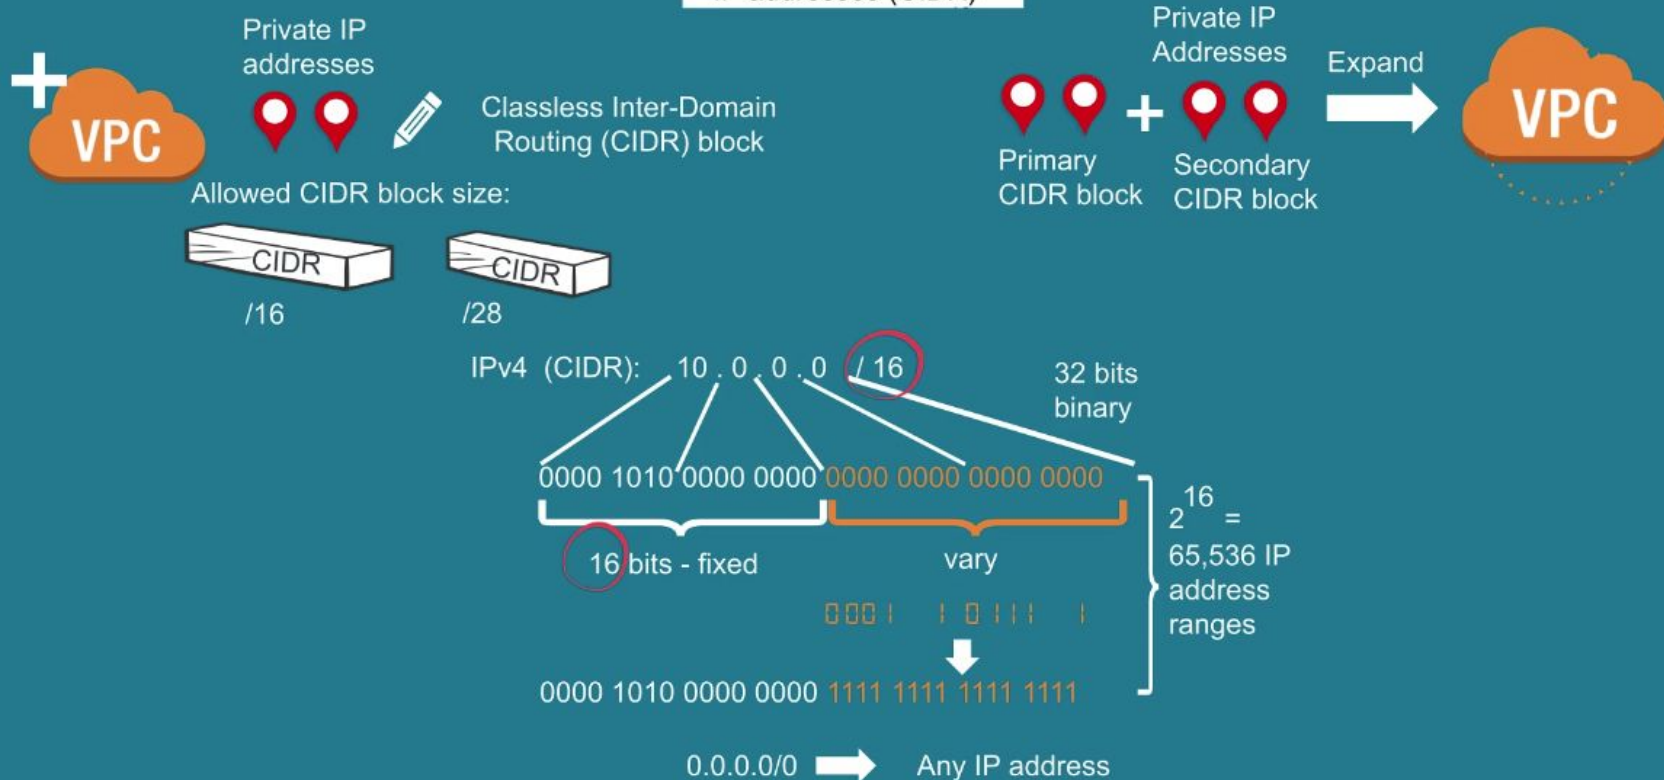 IP addresses (CIDR)
Private IP
addresses
VPC
Classless Inter-Domain
Routing (CIDR) block
Private IP
Addresses
Expand
VPC
Primary
CIDR block
Secondary
CIDR block
Allowed CIDR block size:
CIDR
CIDR
/16
/28
IPv4 (CIDR): 10 . 0 . 0 . 0 / 16
32 bits
binary
0000 1010 0000 0000 0000 0000 0000 0000
16 bits - fixed
vary
2^16 =
65,536 IP
address
ranges
0001 1 0111 1
0000 1010 0000 0000 1111 1111 1111 1111
0.0.0.0/0
Any IP address